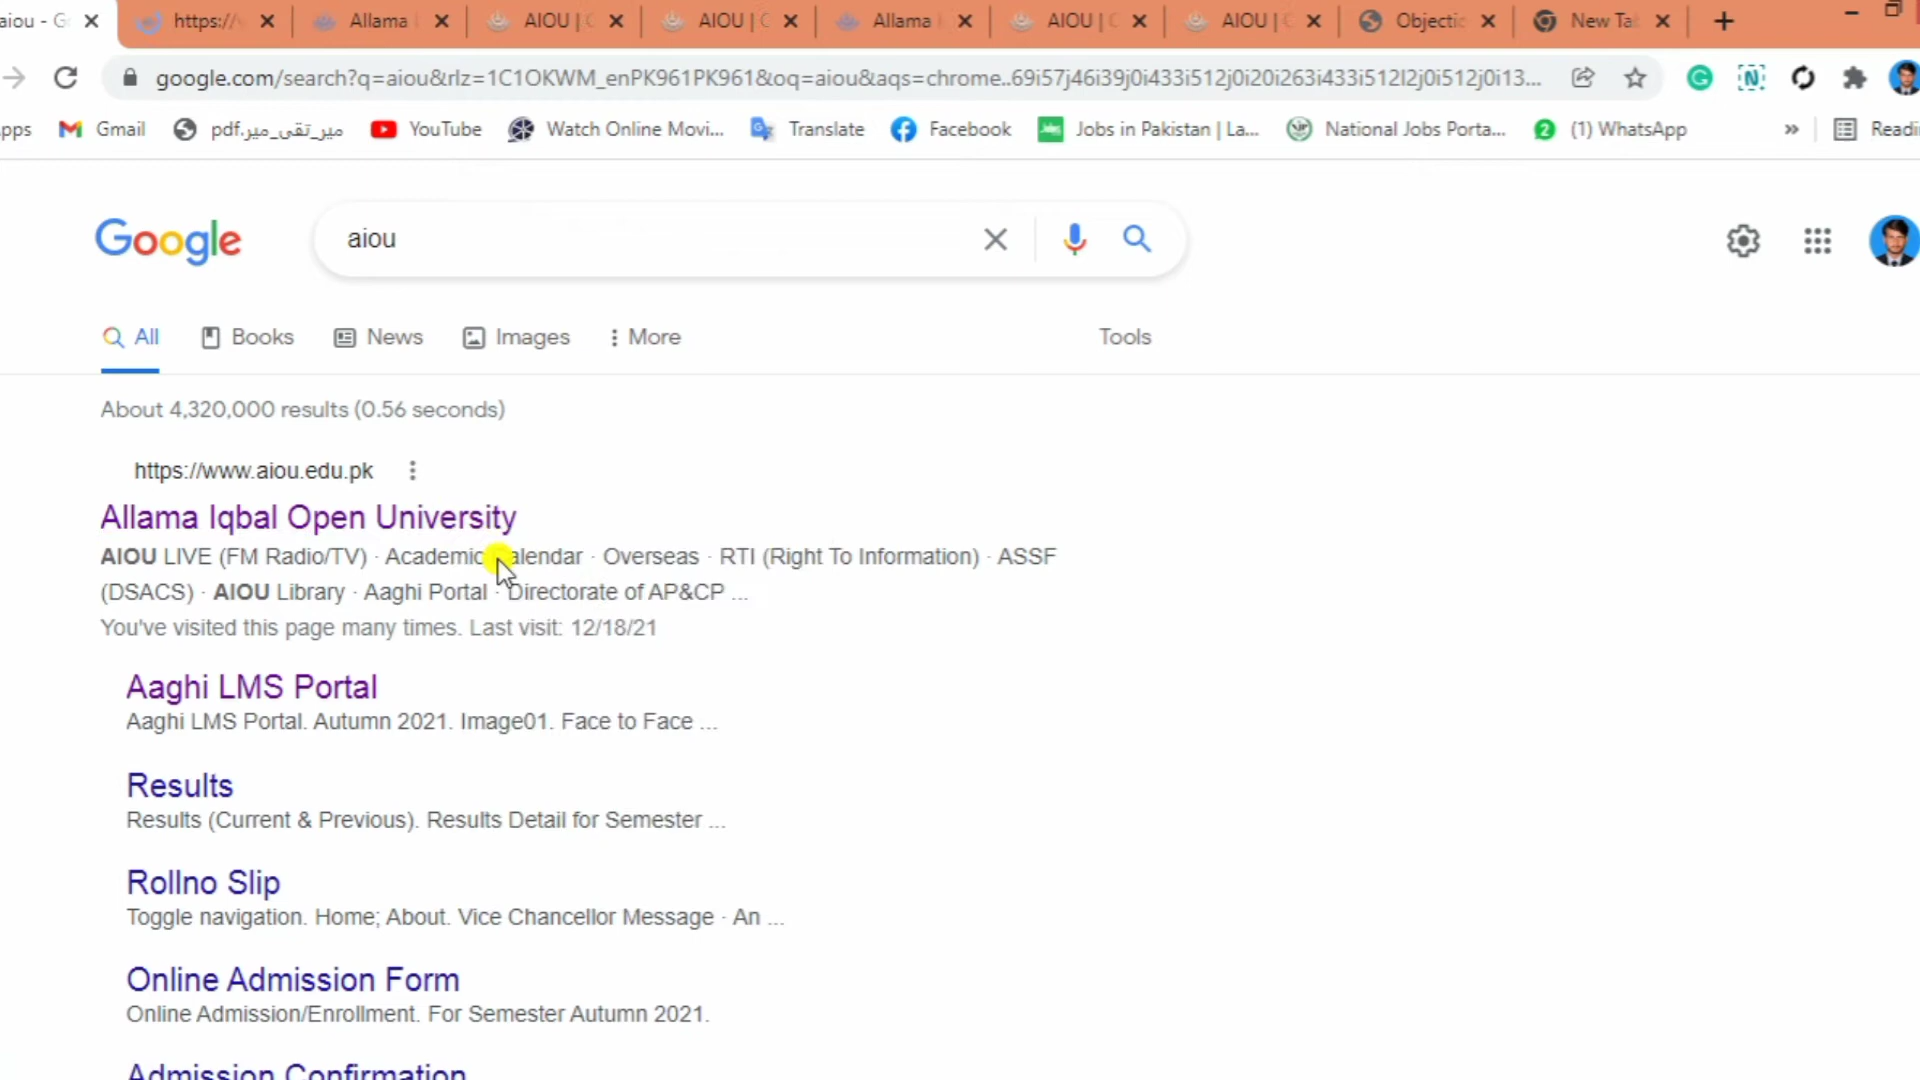 aiou - G
https://
Allama
AIOU | C
AIOU | C
Allama
AIOU | C
AIOU | C
Objectiv
New Tab
google.com/search?q=aiou&rlz=1C1OKWM_enPK961PK961&oq=aiou&aqs=chrome..69i57j46i39j0i433i512j0i20i263i433i512l2j0i512j0i13...
pps
Gmail
میر_تقی_میر.pdf
YouTube
Watch Online Movi...
Translate
Facebook
Jobs in Pakistan | La...
National Jobs Porta...
2
(1) WhatsApp
»
Readi
Google
aiou
All
Books
News
Images
More
Tools
About 4,320,000 results (0.56 seconds)
https://www.aiou.edu.pk
Allama Iqbal Open University
AIOU LIVE (FM Radio/TV) · Academic Calendar · Overseas · RTI (Right To Information) · ASSF
(DSACS) · AIOU Library · Aaghi Portal · Directorate of AP&CP ...
You've visited this page many times. Last visit: 12/18/21
Aaghi LMS Portal
Aaghi LMS Portal. Autumn 2021. Image01. Face to Face ...
Results
Results (Current & Previous). Results Detail for Semester ...
Rollno Slip
Toggle navigation. Home; About. Vice Chancellor Message · An ...
Online Admission Form
Online Admission/Enrollment. For Semester Autumn 2021.
Admission Confirmation